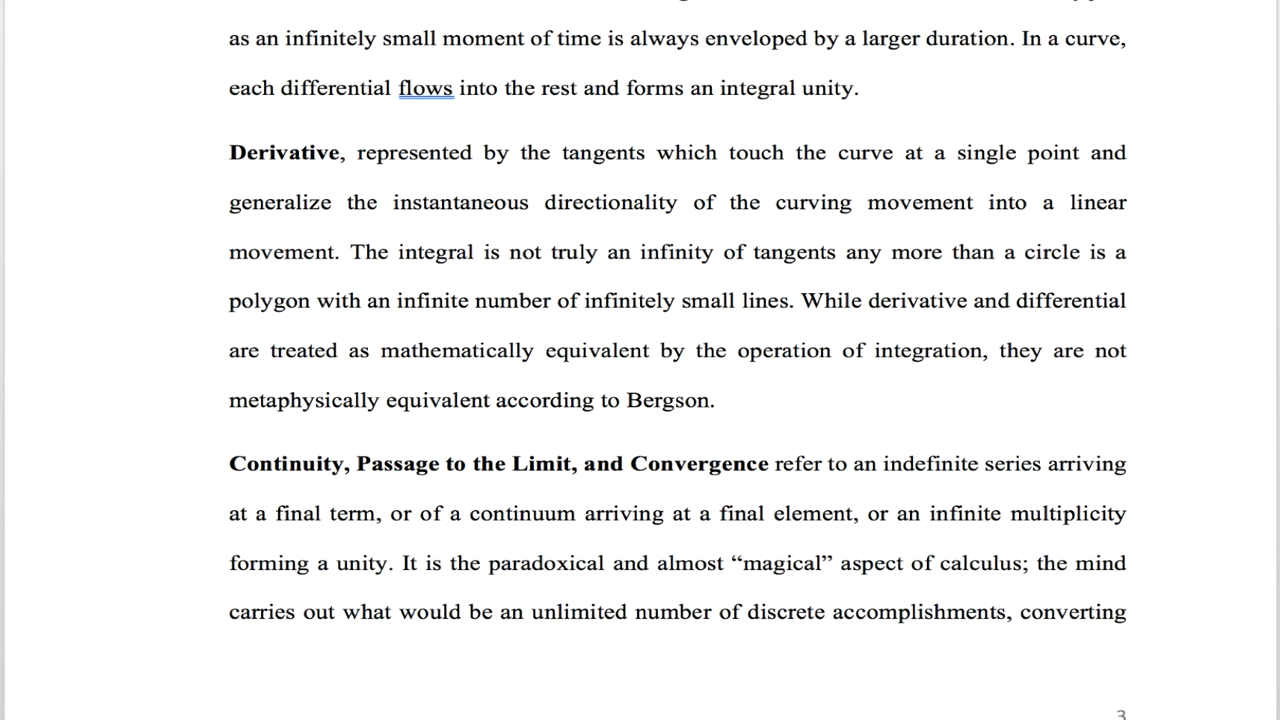 as an infinitely small moment of time is always enveloped by a larger duration. In a curve,
each differential flows into the rest and forms an integral unity.
Derivative, represented by the tangents which touch the curve at a single point and
generalize the instantaneous directionality of the curving movement into a linear
movement. The integral is not truly an infinity of tangents any more than a circle is a
polygon with an infinite number of infinitely small lines. While derivative and differential
are treated as mathematically equivalent by the operation of integration, they are not
metaphysically equivalent according to Bergson.
Continuity, Passage to the Limit, and Convergence refer to an indefinite series arriving
at a final term, or of a continuum arriving at a final element, or an infinite multiplicity
forming a unity. It is the paradoxical and almost “magical” aspect of calculus; the mind
carries out what would be an unlimited number of discrete accomplishments, converting
3